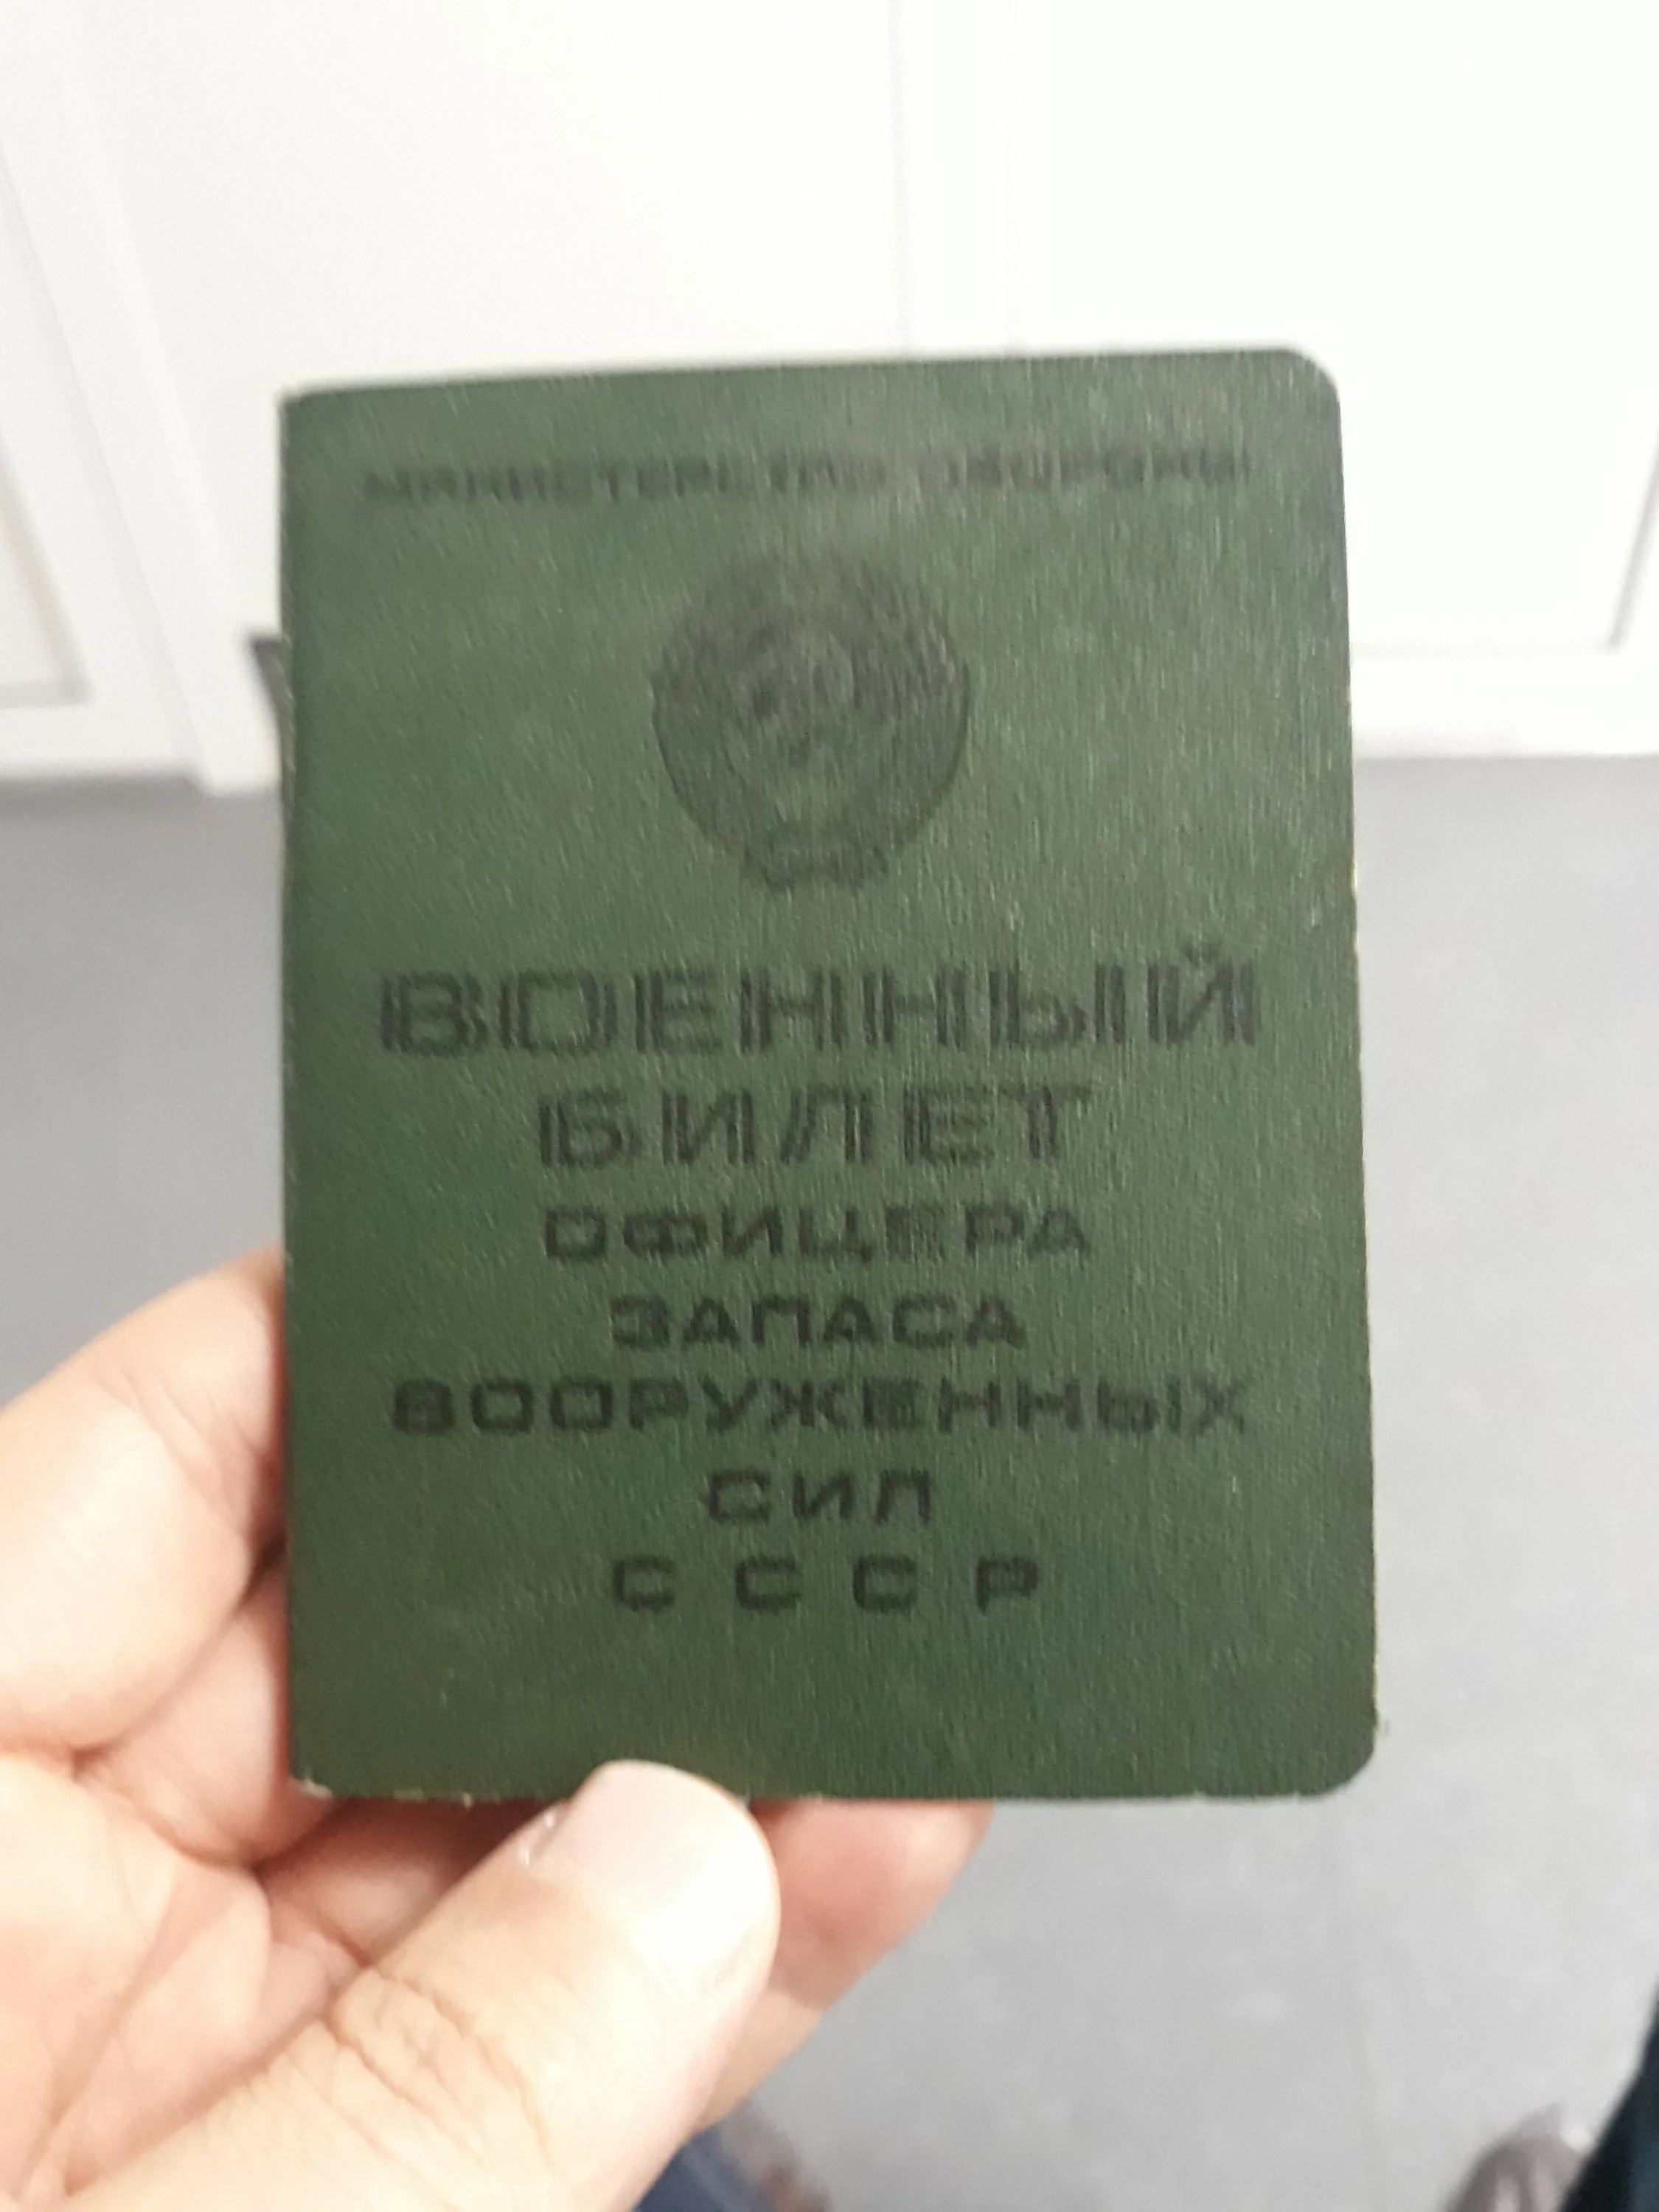 МИНИСТЕРСТВО ОБОРОНЫ
ВОЕННЫЙ
БИЛЕТ
ОФИЦЕРА
ЗАПАСА
ВООРУЖЕННЫХ
СИЛ
СССР